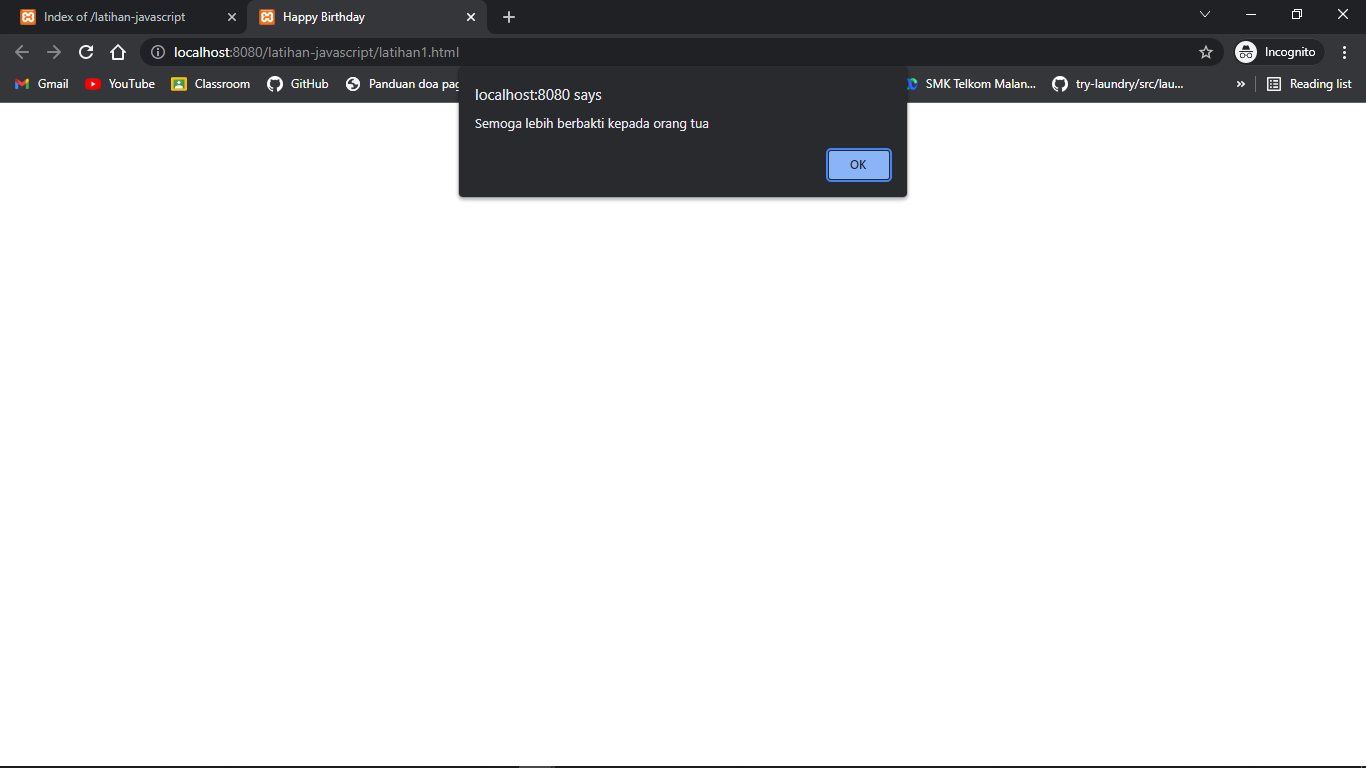 Index of /latihan-javascript
Happy Birthday
localhost:8080/latihan-javascript/latihan1.html
Incognito
Gmail
YouTube
Classroom
GitHub
Panduan doa pag
SMK Telkom Malan...
try-laundry/src/lau...
Reading list
localhost:8080 says
Semoga lebih berbakti kepada orang tua
OK